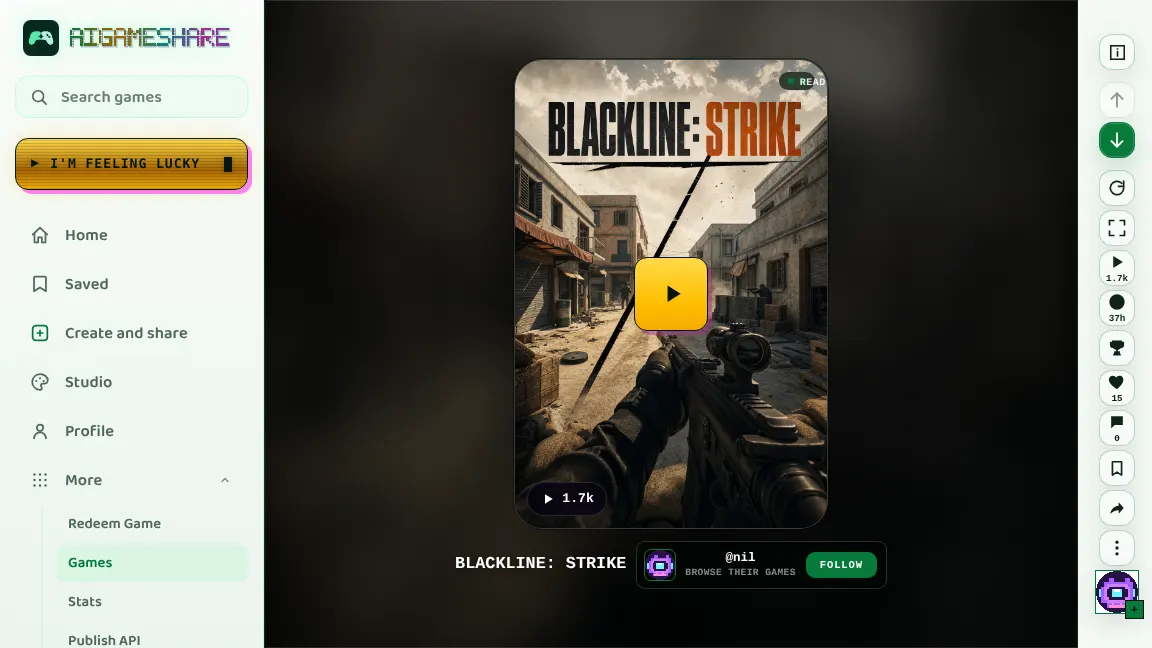 AIGAMESHARE
Search games
I'M FEELING LUCKY
Home
Saved
Create and share
Studio
Profile
More
Redeem Game
Games
Stats
Publish API
READ
BLACKLINE: STRIKE
1.7k
BLACKLINE: STRIKE
@nil
BROWSE THEIR GAMES
FOLLOW
1.7k
37h
15
0